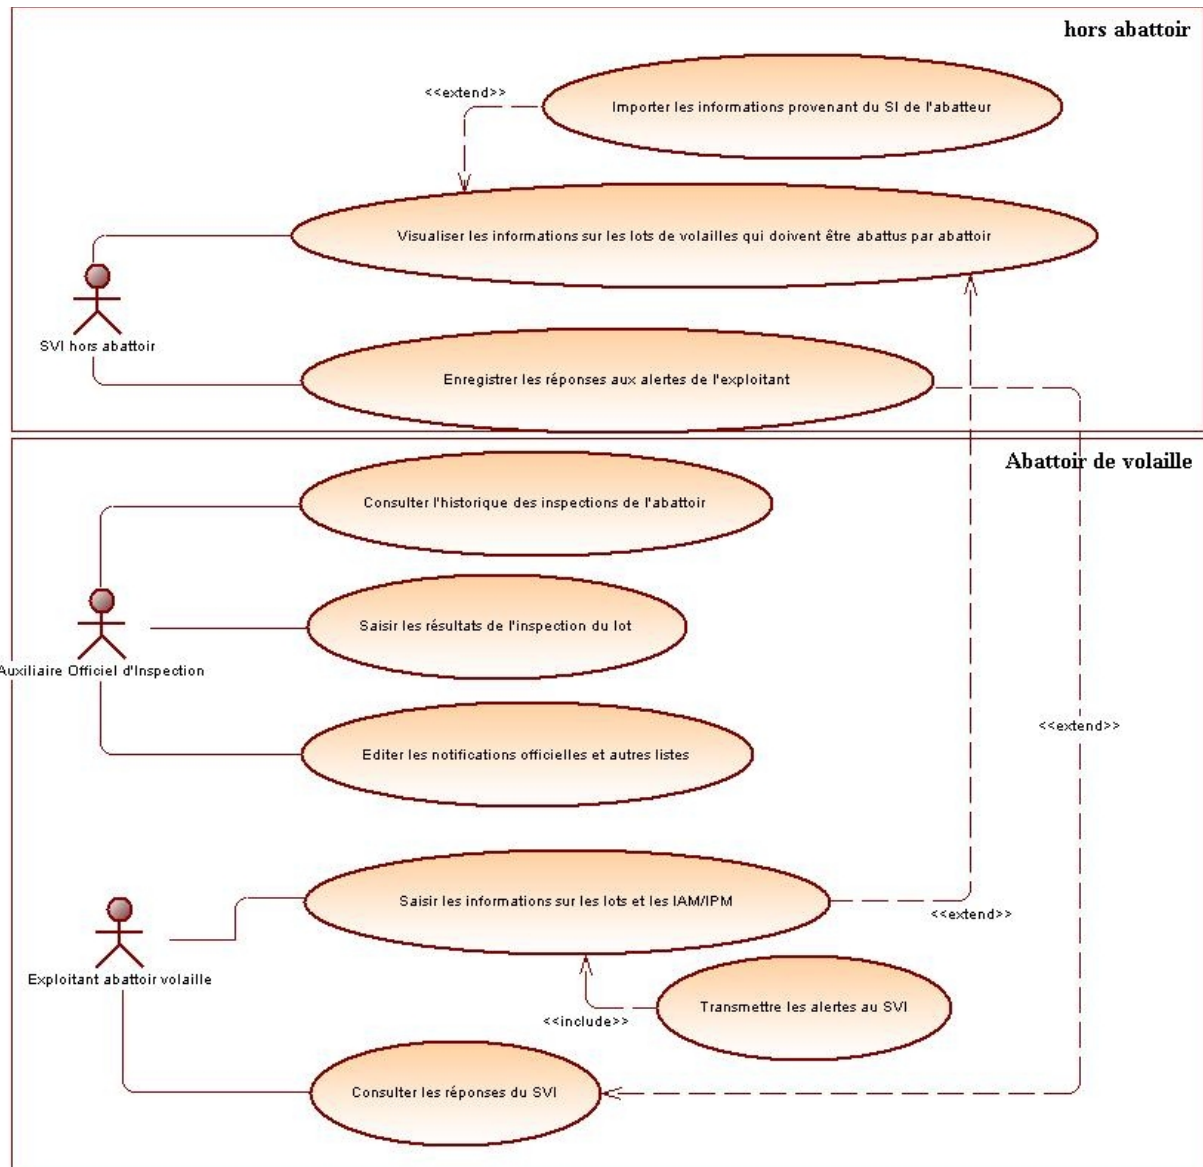 hors abattoir
<<extend>>
Importer les informations provenant du SI de l'abatteur
Visualiser les informations sur les lots de volailles qui doivent être abattus par abattoir
SVI hors abattoir
Enregistrer les réponses aux alertes de l'exploitant
Abattoir de volaille
Consulter l'historique des inspections de l'abattoir
Saisir les résultats de l'inspection du lot
Auxiliaire Officiel d'Inspection
<<extend>>
Editer les notifications officielles et autres listes
Saisir les informations sur les lots et les IAM/IPM
<<extend>>
Exploitant abattoir volaille
Transmettre les alertes au SVI
<<include>>
Consulter les réponses du SVI